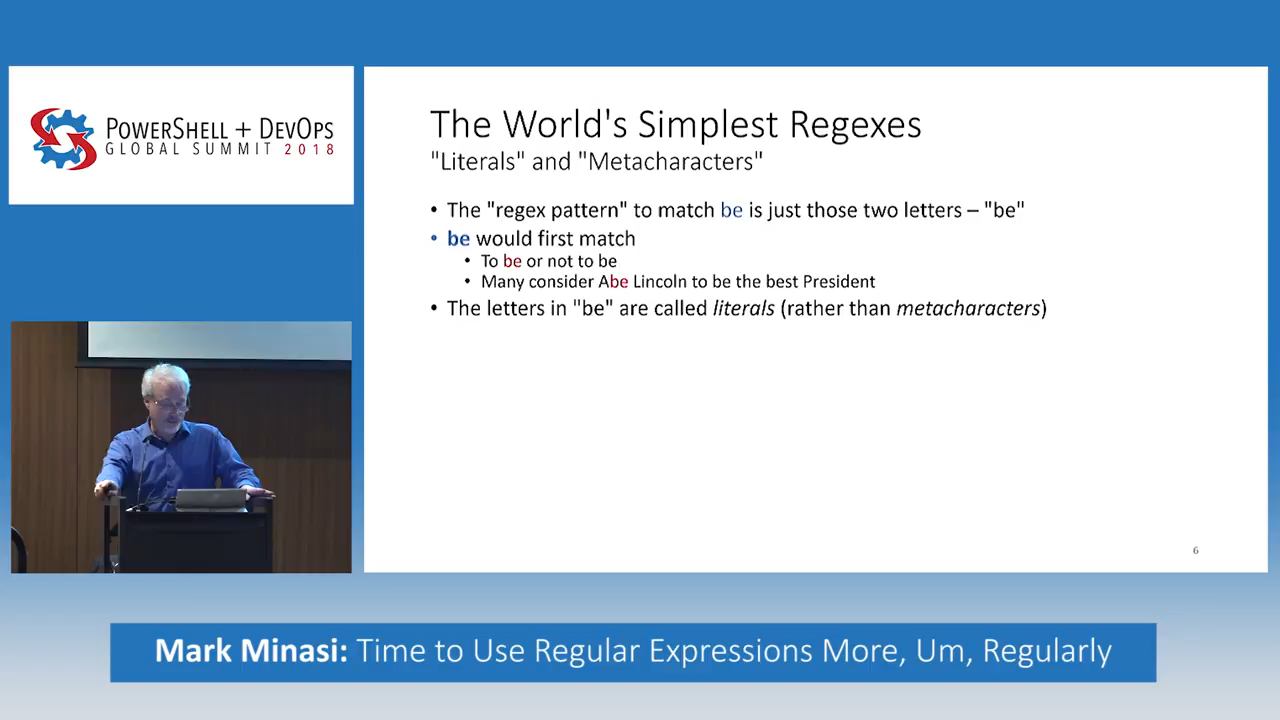 POWERSHELL + DEVOPS
GLOBAL SUMMIT 2018
The World's Simplest Regexes
"Literals" and "Metacharacters"
• The "regex pattern" to match be is just those two letters – "be"
• be would first match
• To be or not to be
• Many consider Abe Lincoln to be the best President
• The letters in "be" are called literals (rather than metacharacters)
6
Mark Minasi: Time to Use Regular Expressions More, Um, Regularly